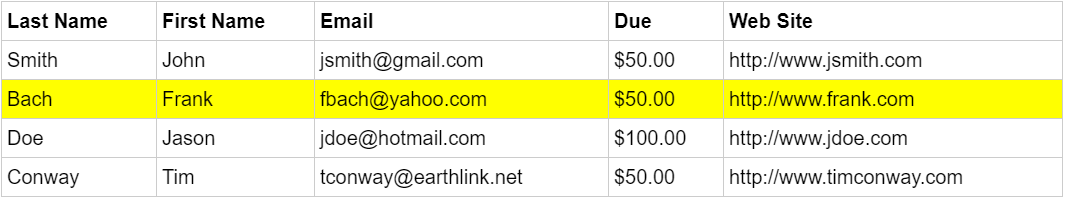 Last Name First Name Email Due Web Site
Smith John jsmith@gmail.com $50.00 http://www.jsmith.com
Bach Frank fbach@yahoo.com $50.00 http://www.frank.com
Doe Jason jdoe@hotmail.com $100.00 http://www.jdoe.com
Conway Tim tconway@earthlink.net $50.00 http://www.timconway.com